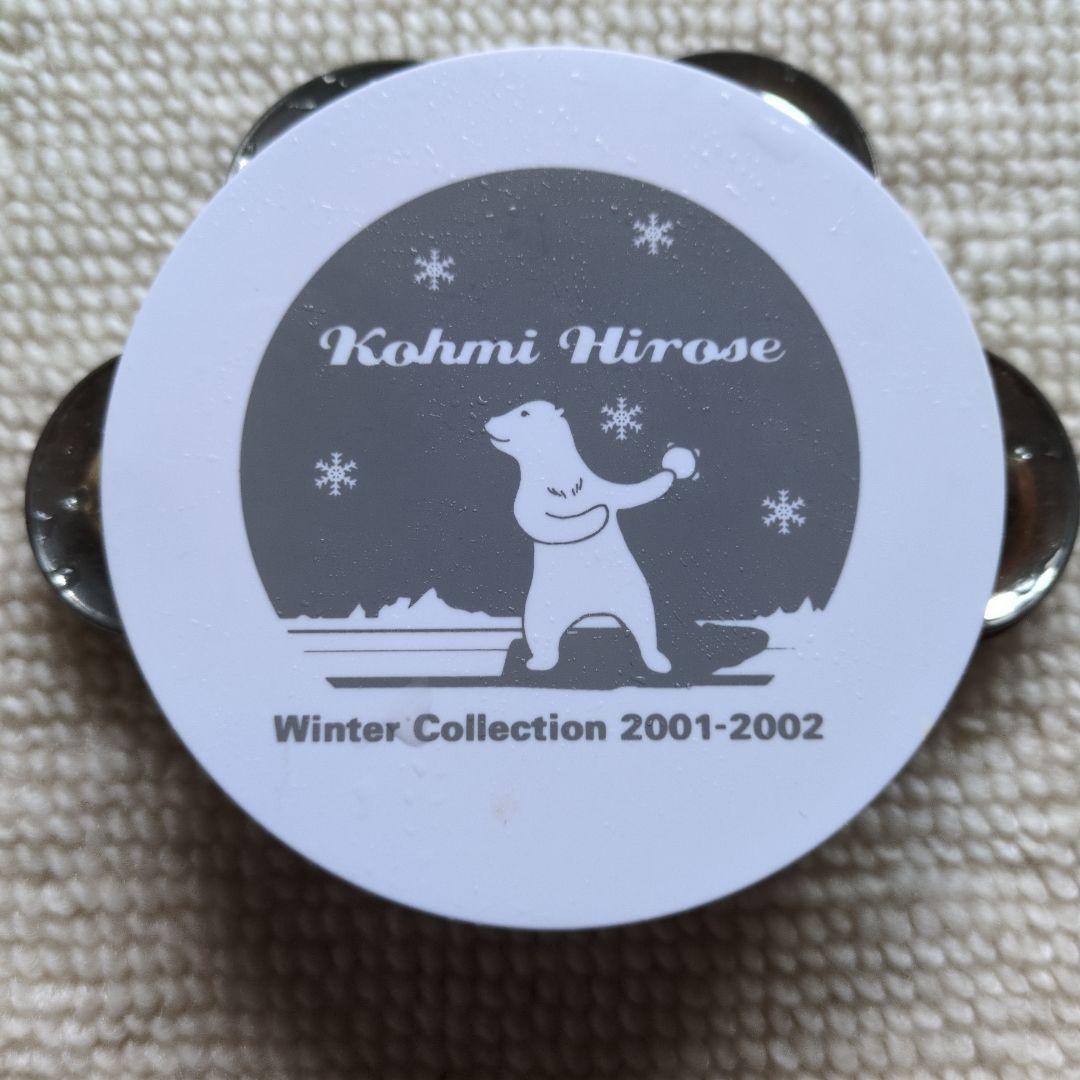 Kohmi Hirose
Winter Collection 2001-2002